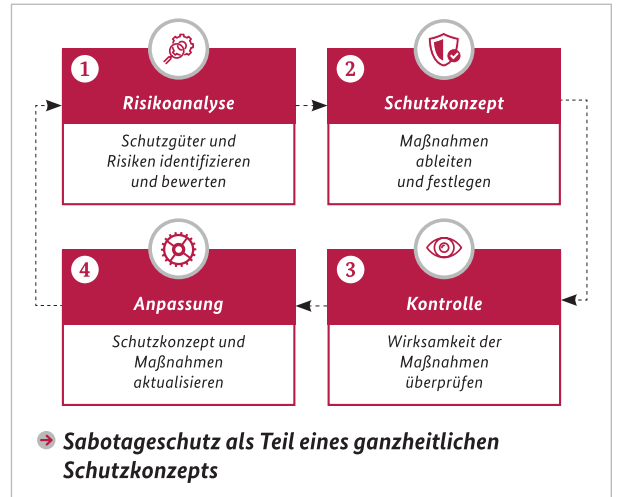 1
Risikoanalyse
Schutzgüter und
Risiken identifizieren
und bewerten
2
Schutzkonzept
Maßnahmen
ableiten
und festlegen
3
Kontrolle
Wirksamkeit der
Maßnahmen
überprüfen
4
Anpassung
Schutzkonzept und
Maßnahmen
aktualisieren
Sabotageschutz als Teil eines ganzheitlichen
Schutzkonzepts